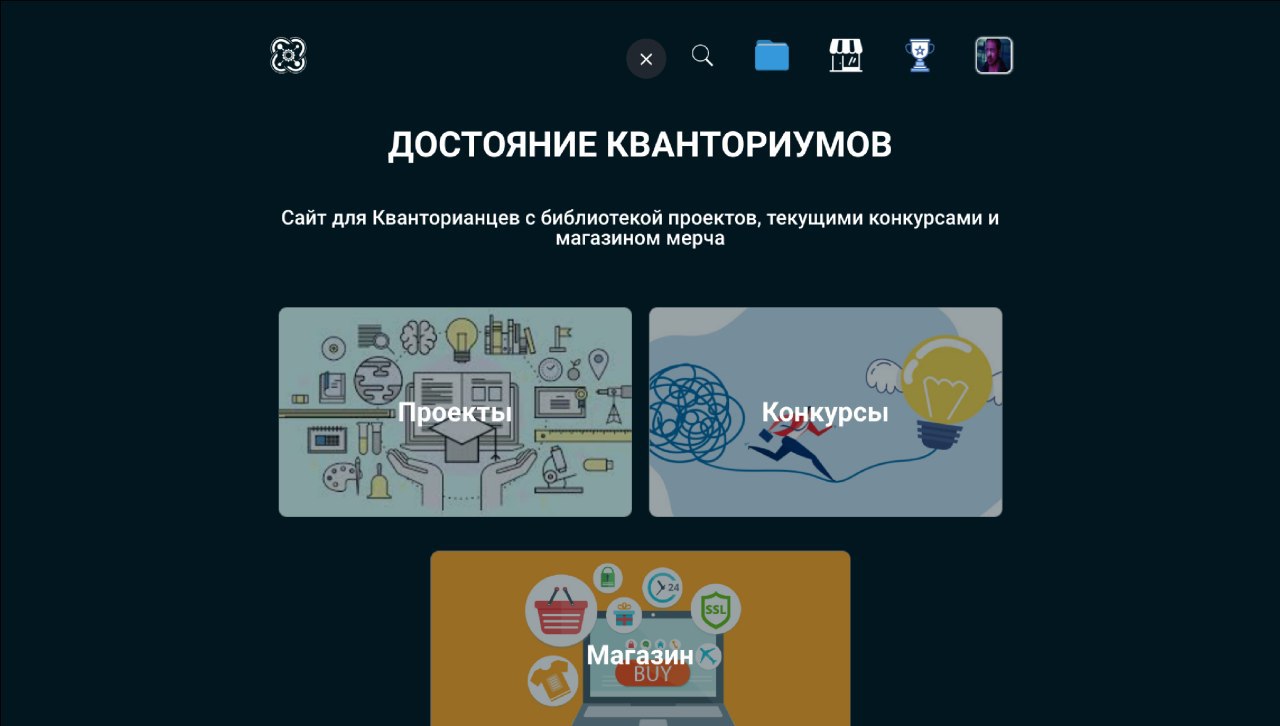 ДОСТОЯНИЕ КВАНТОРИУМОВ
Сайт для Кванторианцев с библиотекой проектов, текущими конкурсами и
магазином мерча
Проекты
Конкурсы
24
SSL
Магазин
BUY